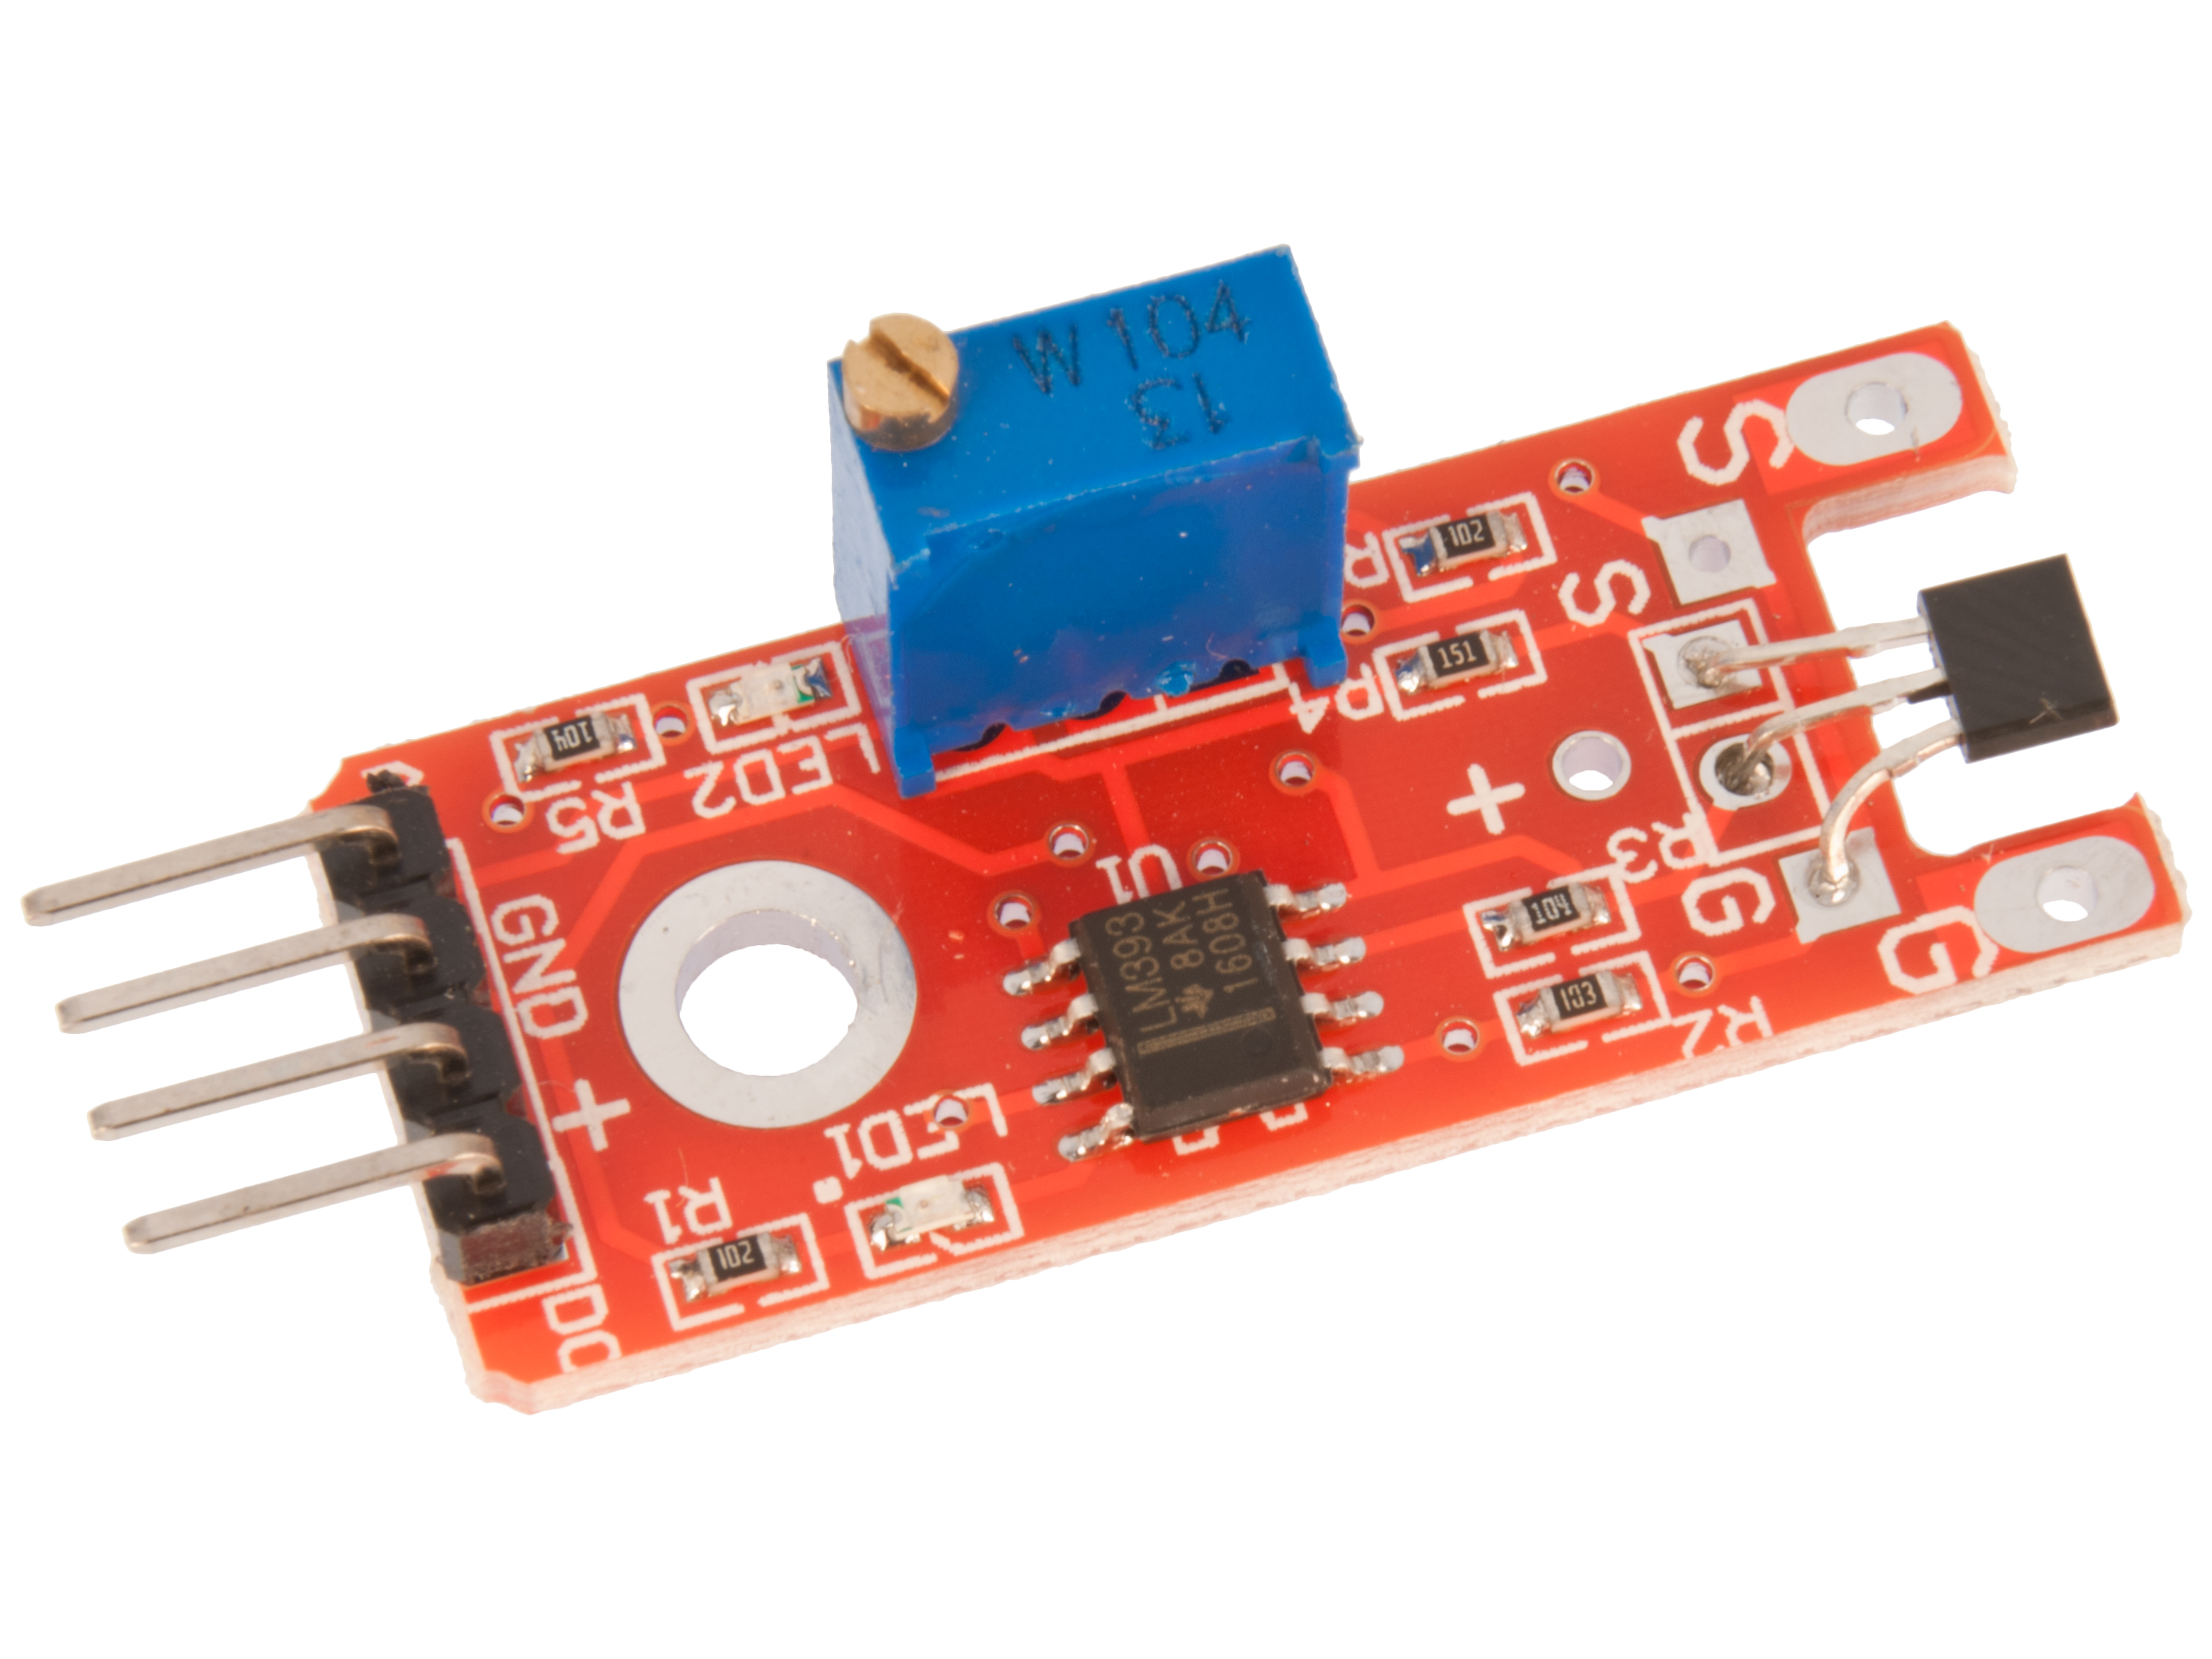 W 104
13
S
102
R
S
151
R4
104
R5
LED2
+
R3
104
G
G
103
R2
U1
LM393
8AK
1608H
GND
+
LED1
R1
102
DO